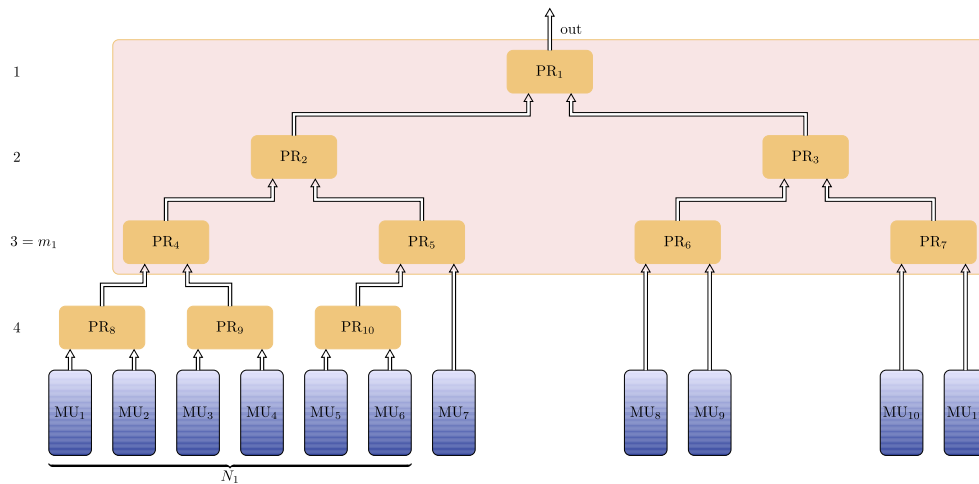 out
1 PR₁
2 PR₂ PR₃
3 = m₁ PR₄ PR₅ PR₆ PR₇
4 PR₈ PR₉ PR₁₀
MU₁ MU₂ MU₃ MU₄ MU₅ MU₆ MU₇ MU₈ MU₉ MU₁₀ MU₁
N₁